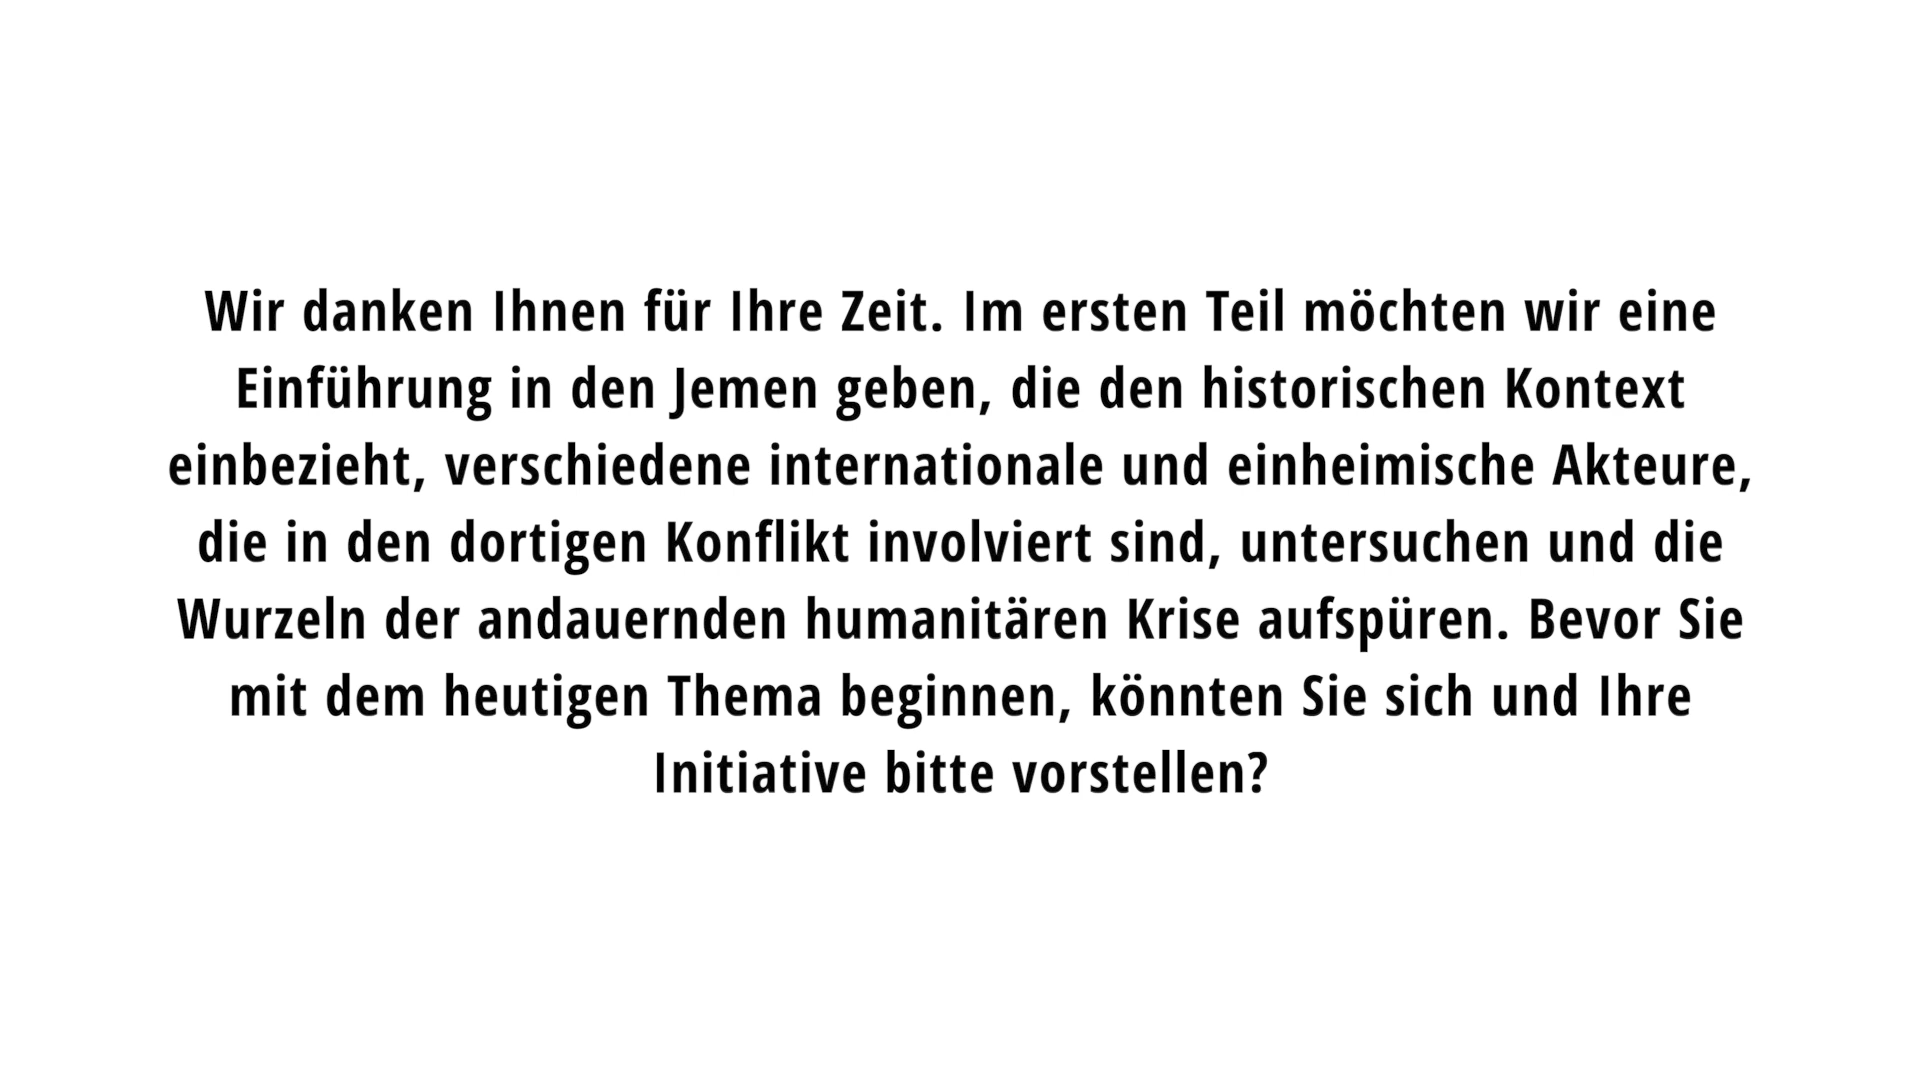 Wir danken Ihnen für Ihre Zeit. Im ersten Teil möchten wir eine
Einführung in den Jemen geben, die den historischen Kontext
einbezieht, verschiedene internationale und einheimische Akteure,
die in den dortigen Konflikt involviert sind, untersuchen und die
Wurzeln der andauernden humanitären Krise aufspüren. Bevor Sie
mit dem heutigen Thema beginnen, könnten Sie sich und Ihre
Initiative bitte vorstellen?